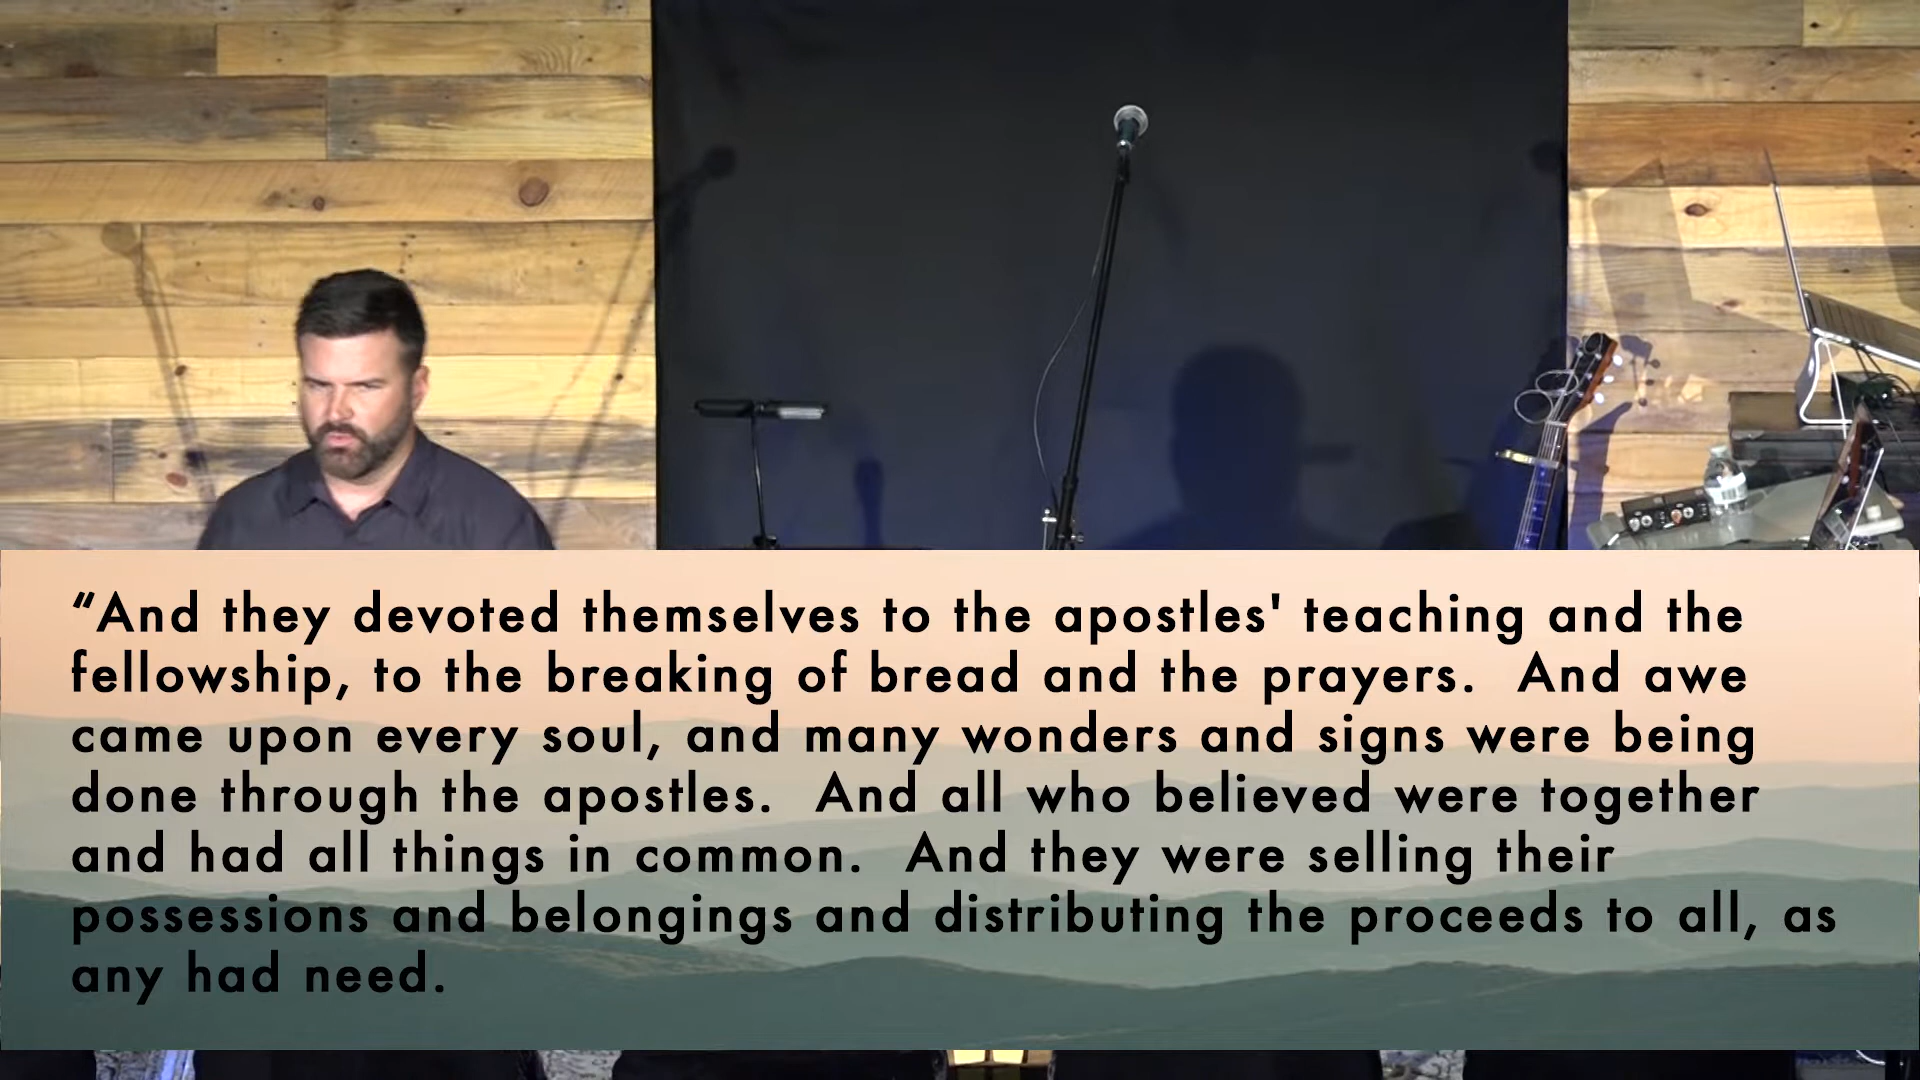 “And they devoted themselves to the apostles' teaching and the
fellowship, to the breaking of bread and the prayers.  And awe
came upon every soul, and many wonders and signs were being
done through the apostles.  And all who believed were together
and had all things in common.  And they were selling their
possessions and belongings and distributing the proceeds to all, as
any had need.